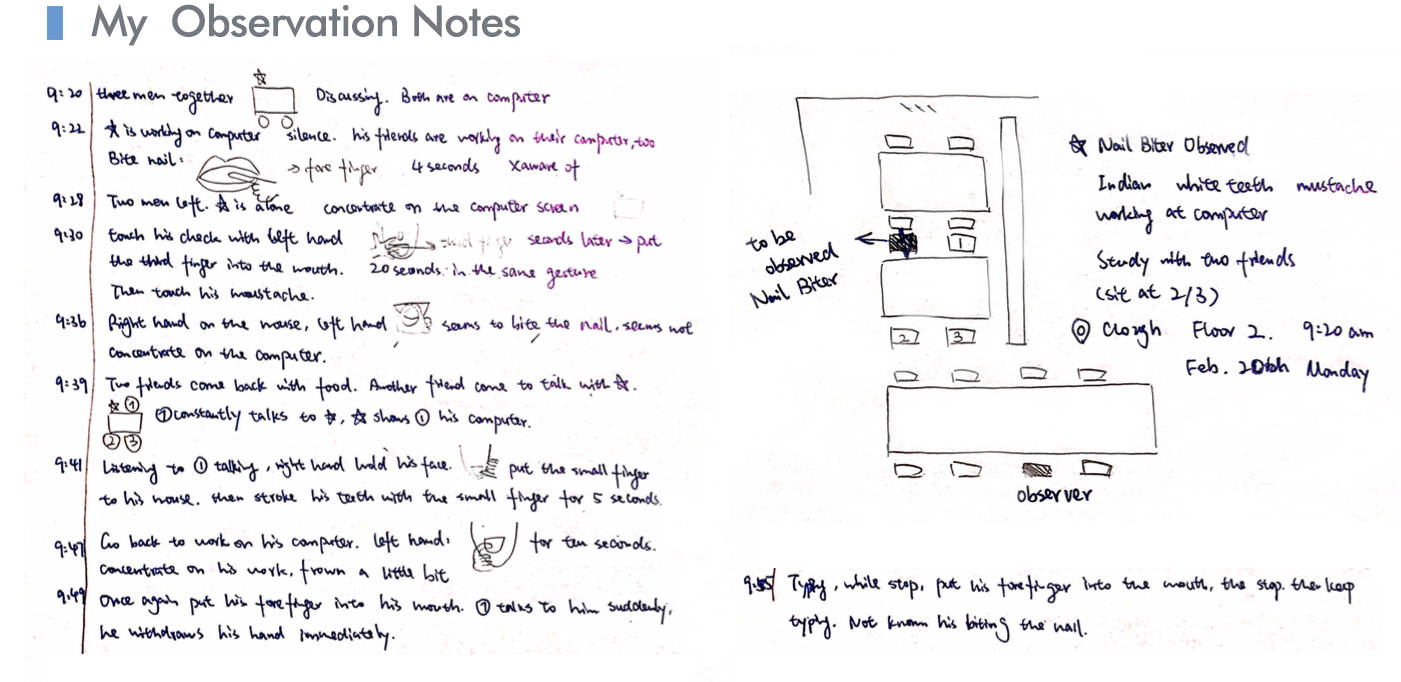 My Observation Notes
9:20 three men together Discussing. Both are on computer
9:22 ☆ is workly on computer silence. his friends are workly on their computer, too
Bite nail: → fore finger 4 seconds Xaware of
9:28 Two men left. ☆ is alone concentrate on the computer screen
9:30 touch his cheek with left hand → third finger seconds later → put
the third finger into the mouth. 20 seconds in the same gesture
Then touch his moustache.
9:36 Right hand on the mouse, left hand seems to bite the nail, seems not
concentrate on the computer.
9:39 Two friends come back with food. Another friend come to talk with ☆.
☆ ①
② ③
① constantly talks to ☆, ☆ shows ① his computer.
9:41 Listening to ① talking, right hand hold his face. put the small finger
to his mouse. then stroke his teeth with the small finger for 5 seconds.
9:47 Go back to work on his computer. left hand: for ten seconds.
concentrate on his work, frown a little bit
9:49 Once again put his forefinger into his mouth. ① talks to him suddenly,
he withdraws his hand immediately.
to be
observed
Nail Biter
1
2 3
observer
☆ Nail Biter Observed
Indian white teeth mustache
working at computer
Study with two friends
(sit at 2/3)
Clough Floor 2. 9:20 am
Feb. 20th Monday
Typly, while stop, put his forefinger into the mouth, the stop. then keep
typly. Not known his biting the nail.